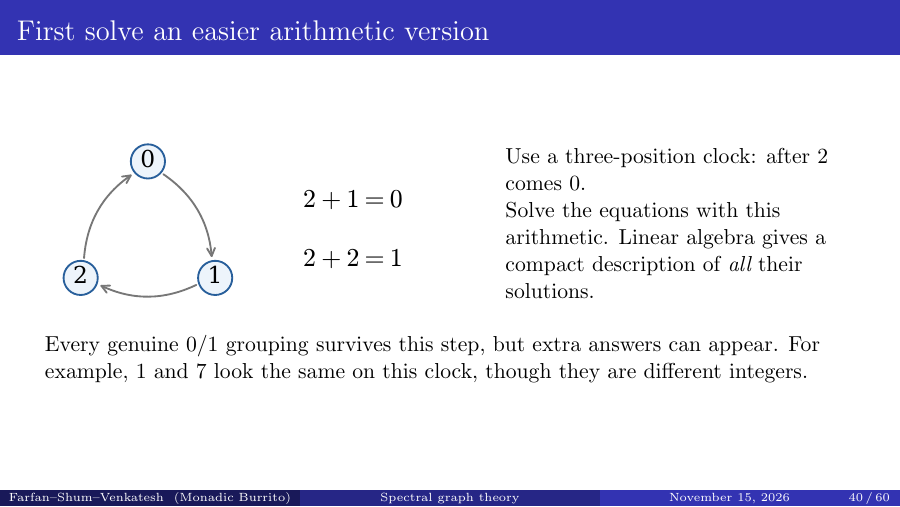 First solve an easier arithmetic version
0
2
1
2 + 1 = 0
2 + 2 = 1
Use a three-position clock: after 2
comes 0.
Solve the equations with this
arithmetic. Linear algebra gives a
compact description of all their
solutions.
Every genuine 0/1 grouping survives this step, but extra answers can appear. For
example, 1 and 7 look the same on this clock, though they are different integers.
Farfan–Shum–Venkatesh (Monadic Burrito) Spectral graph theory November 15, 2026 40 / 60